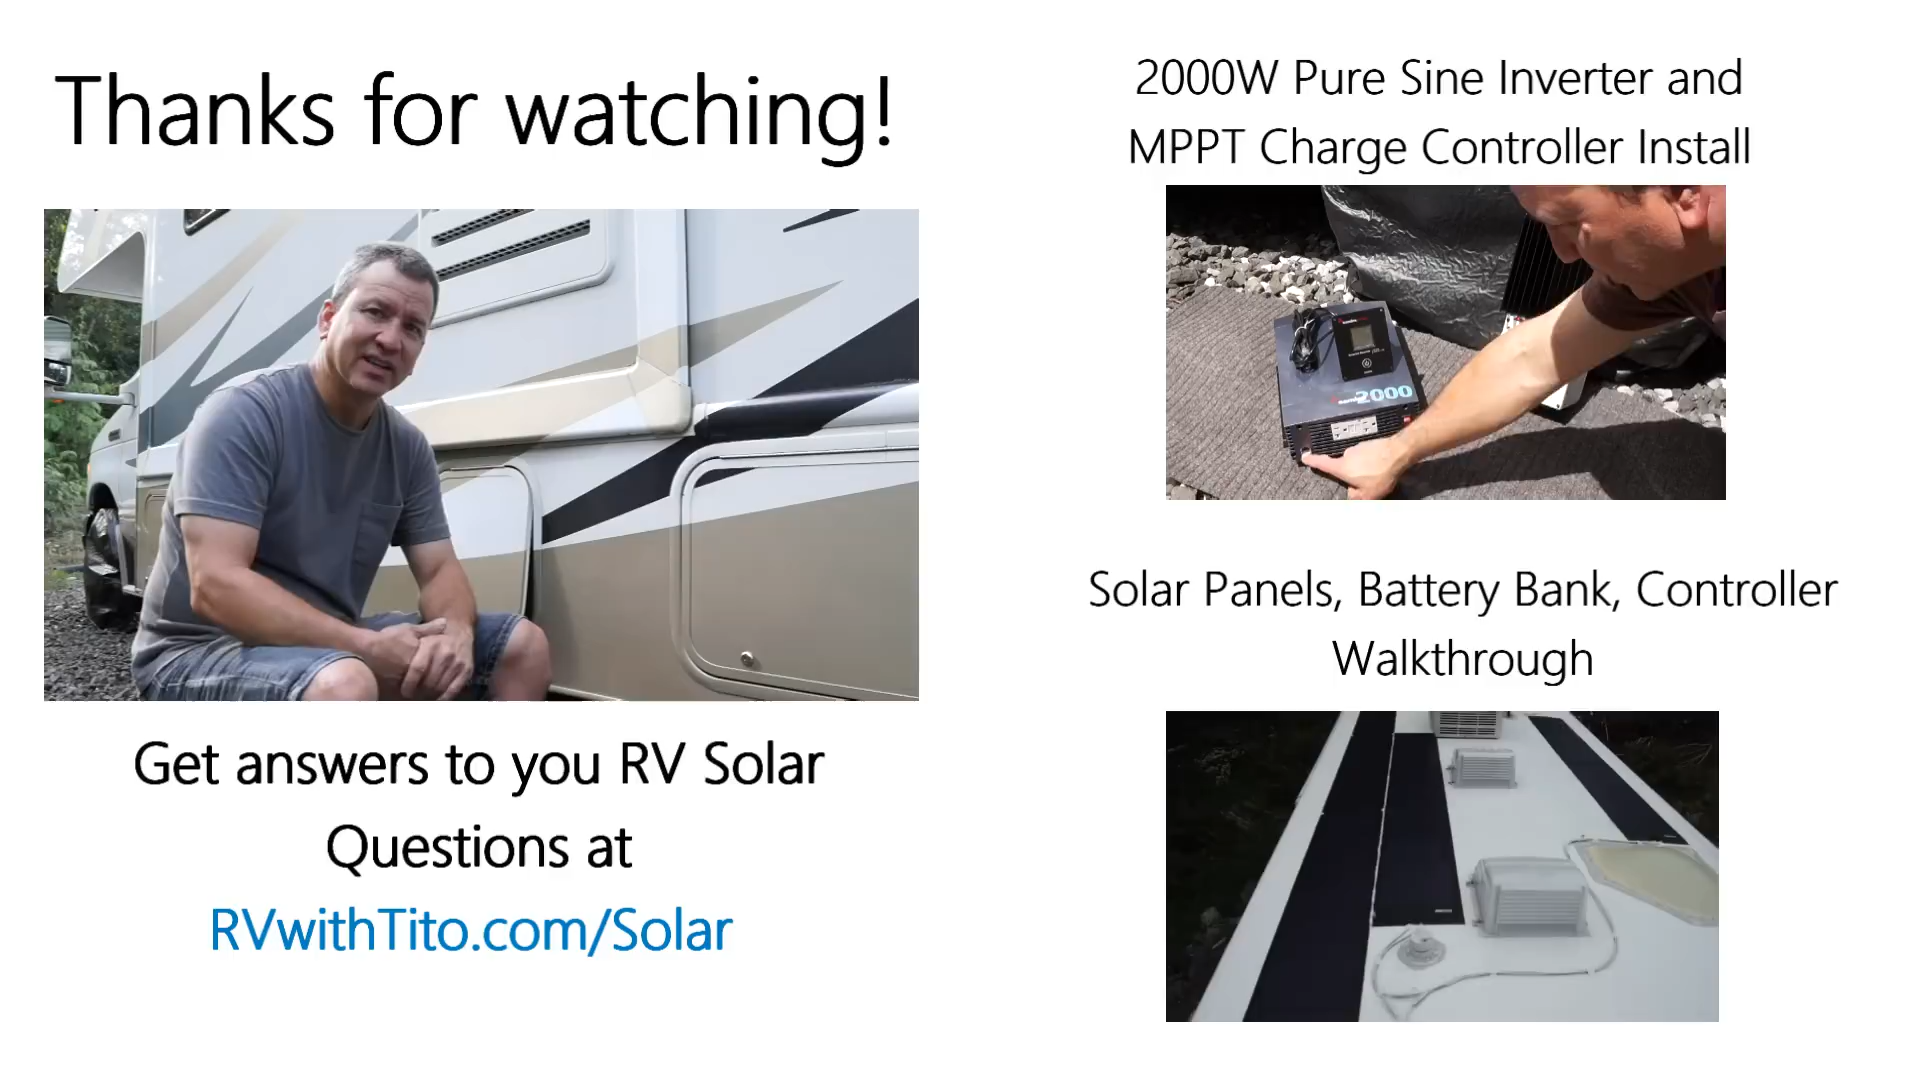 Thanks for watching!
Get answers to you RV Solar
Questions at
RVwithTito.com/Solar
2000W Pure Sine Inverter and
MPPT Charge Controller Install
2000
Solar Panels, Battery Bank, Controller
Walkthrough